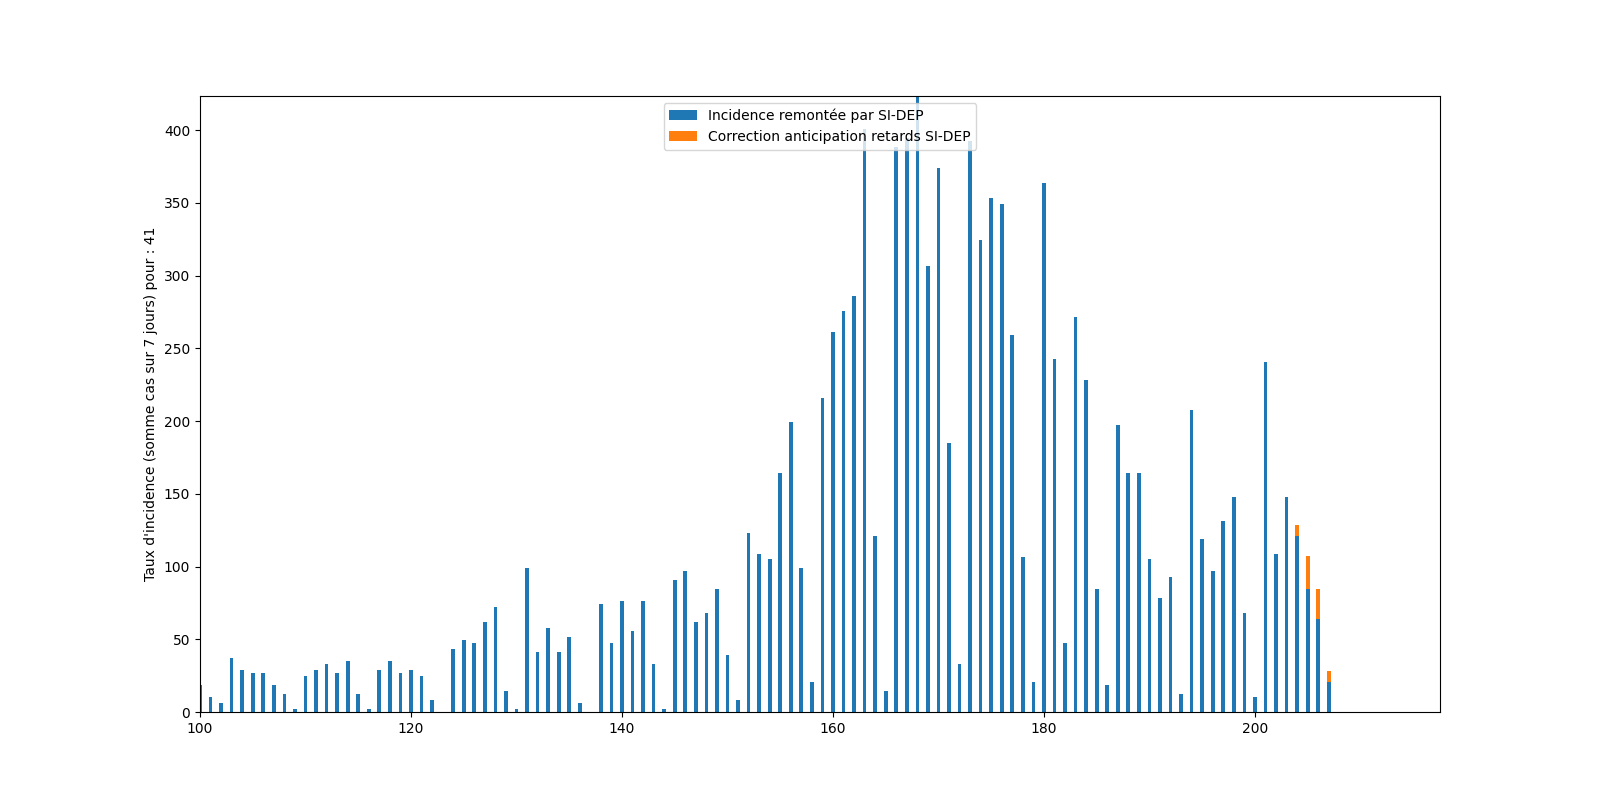 Incidence remontée par SI-DEP
Correction anticipation retards SI-DEP
Taux d'incidence (somme cas sur 7 jours) pour : 41
400
350
300
250
200
150
100
50
0
100 120 140 160 180 200